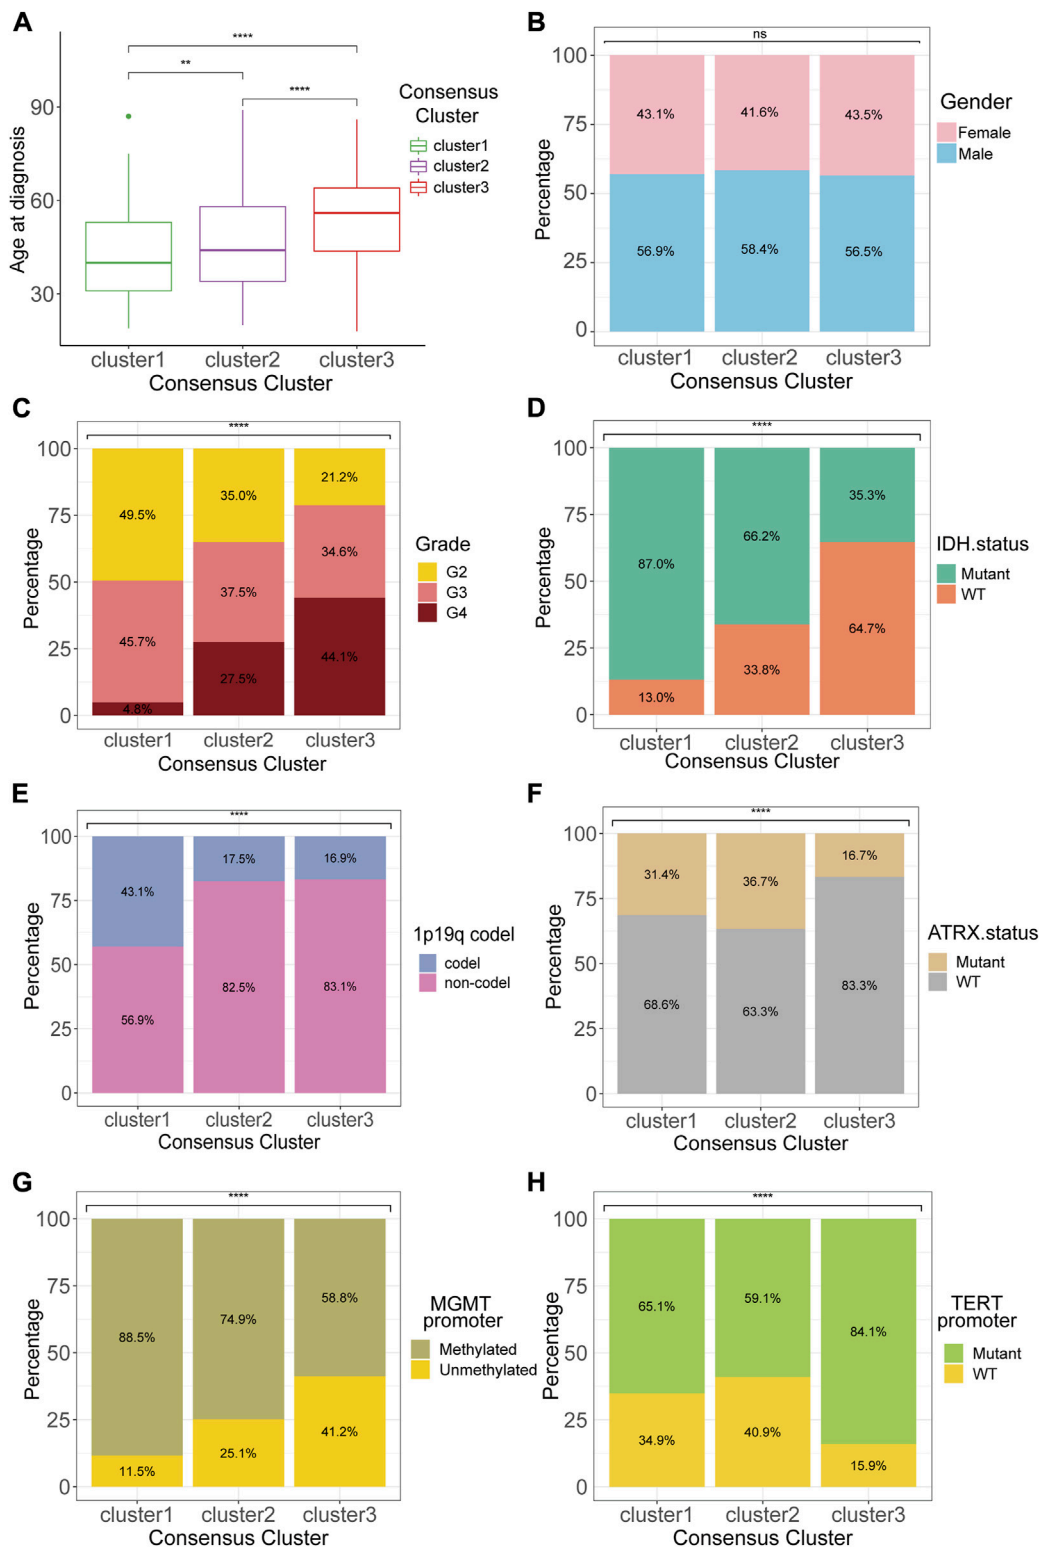 A
****
**
****
90
60
30
Age at diagnosis
cluster1
cluster2
cluster3
Consensus Cluster
Consensus
Cluster
cluster1
cluster2
cluster3
B
ns
100
75
50
25
0
Percentage
43.1%
41.6%
43.5%
56.9%
58.4%
56.5%
cluster1
cluster2
cluster3
Consensus Cluster
Gender
Female
Male
C
****
100
75
50
25
0
Percentage
49.5%
35.0%
21.2%
45.7%
37.5%
34.6%
4.8%
27.5%
44.1%
cluster1
cluster2
cluster3
Consensus Cluster
Grade
G2
G3
G4
D
****
100
75
50
25
0
Percentage
87.0%
66.2%
35.3%
13.0%
33.8%
64.7%
cluster1
cluster2
cluster3
Consensus Cluster
IDH.status
Mutant
WT
E
****
100
75
50
25
0
Percentage
43.1%
17.5%
16.9%
56.9%
82.5%
83.1%
cluster1
cluster2
cluster3
Consensus Cluster
1p19q codel
codel
non-codel
F
****
100
75
50
25
0
Percentage
31.4%
36.7%
16.7%
68.6%
63.3%
83.3%
cluster1
cluster2
cluster3
Consensus Cluster
ATRX.status
Mutant
WT
G
****
100
75
50
25
0
Percentage
88.5%
74.9%
58.8%
11.5%
25.1%
41.2%
cluster1
cluster2
cluster3
Consensus Cluster
MGMT
promoter
Methylated
Unmethylated
H
****
100
75
50
25
0
Percentage
65.1%
59.1%
84.1%
34.9%
40.9%
15.9%
cluster1
cluster2
cluster3
Consensus Cluster
TERT
promoter
Mutant
WT